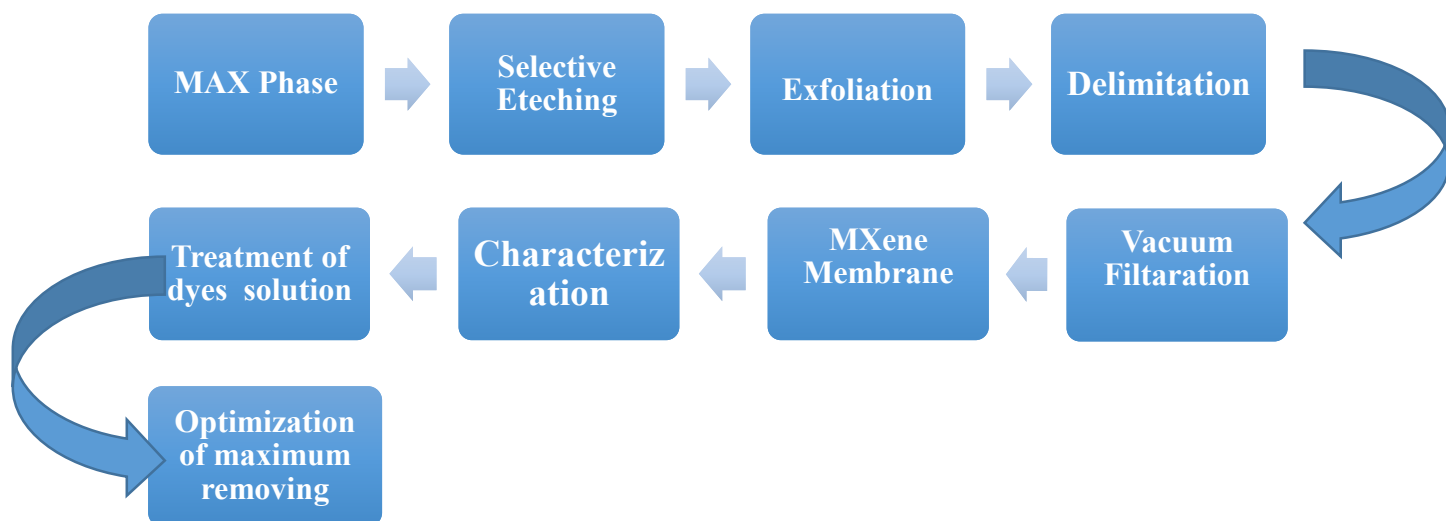 MAX Phase
Selective
Eteching
Exfoliation
Delimitation
Vacuum
Filtaration
MXene
Membrane
Characteriz
ation
Treatment of
dyes solution
Optimization
of maximum
removing